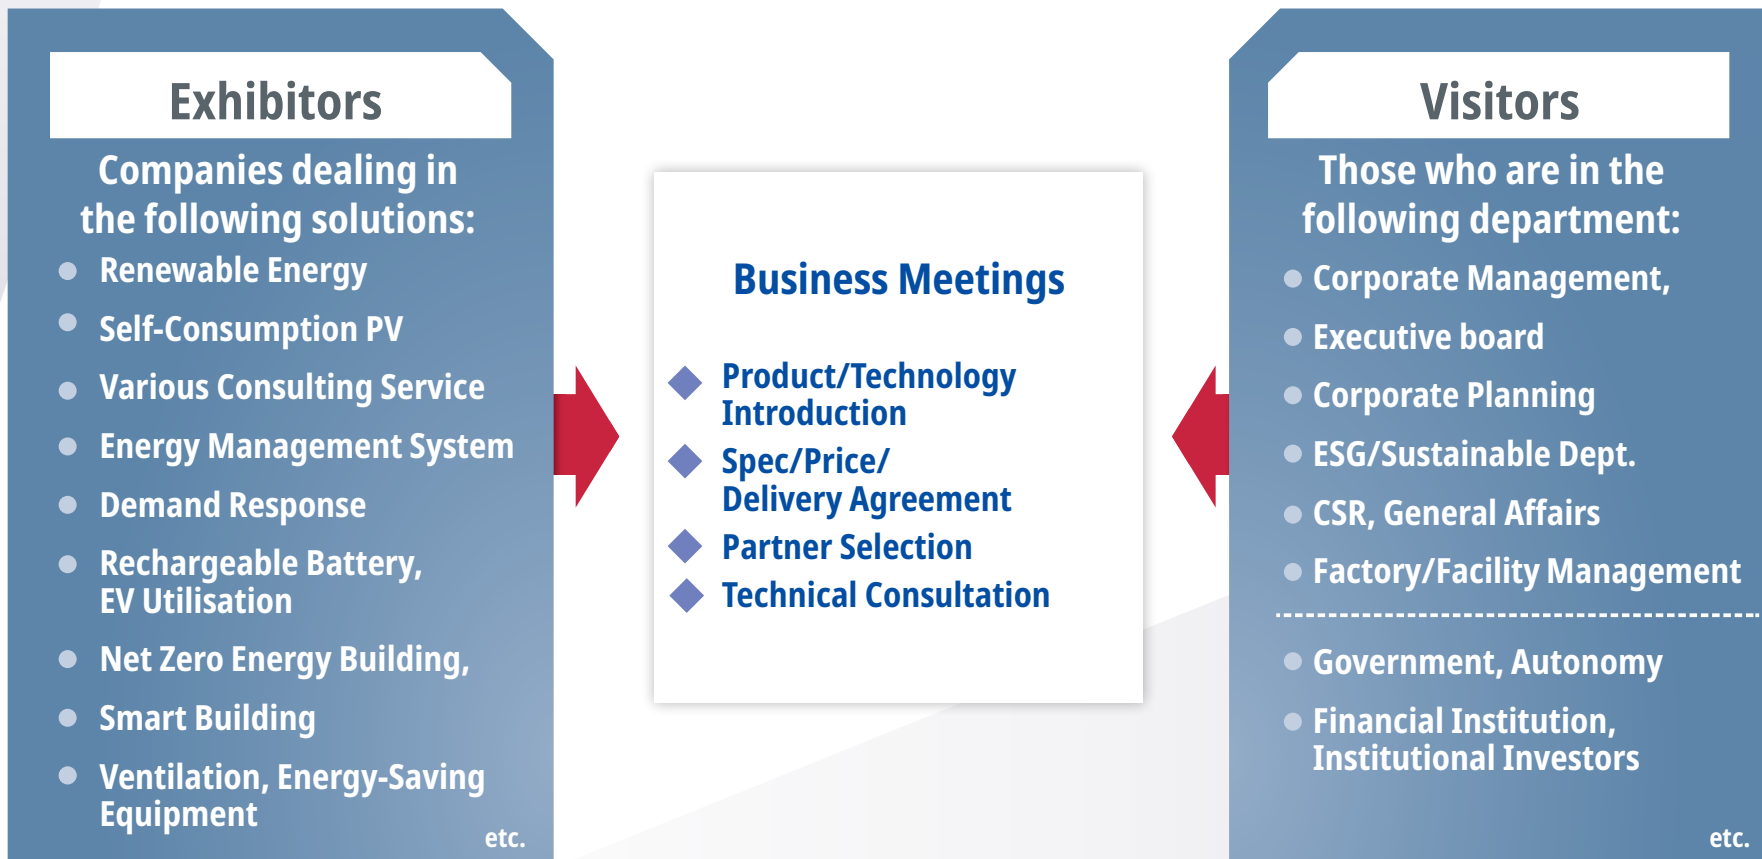 Exhibitors
Companies dealing in
the following solutions:
Renewable Energy
Self-Consumption PV
Various Consulting Service
Energy Management System
Demand Response
Rechargeable Battery,
EV Utilisation
Net Zero Energy Building,
Smart Building
Ventilation, Energy-Saving
Equipment
etc.
Business Meetings
Product/Technology
Introduction
Spec/Price/
Delivery Agreement
Partner Selection
Technical Consultation
Visitors
Those who are in the
following department:
Corporate Management,
Executive board
Corporate Planning
ESG/Sustainable Dept.
CSR, General Affairs
Factory/Facility Management
Government, Autonomy
Financial Institution,
Institutional Investors
etc.